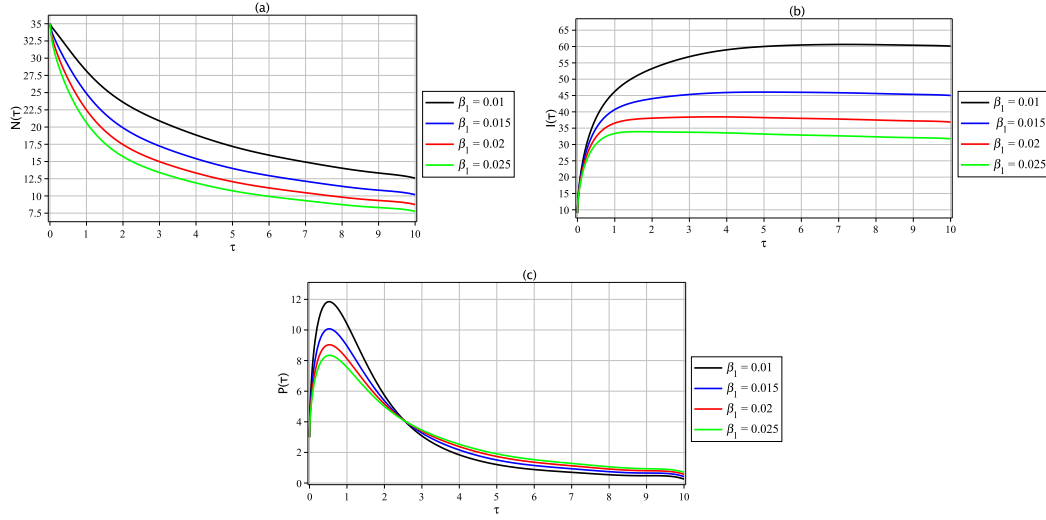 (a)
N(τ)
35
32.5
30
27.5
25
22.5
20
17.5
15
12.5
10
7.5
0 1 2 3 4 5 6 7 8 9 10
τ
β₁ = 0.01
β₁ = 0.015
β₁ = 0.02
β₁ = 0.025
(b)
I(τ)
65
60
55
50
45
40
35
30
25
20
15
10
0 1 2 3 4 5 6 7 8 9 10
τ
β₁ = 0.01
β₁ = 0.015
β₁ = 0.02
β₁ = 0.025
(c)
P(τ)
12
10
8
6
4
2
0
0 1 2 3 4 5 6 7 8 9 10
τ
β₁ = 0.01
β₁ = 0.015
β₁ = 0.02
β₁ = 0.025